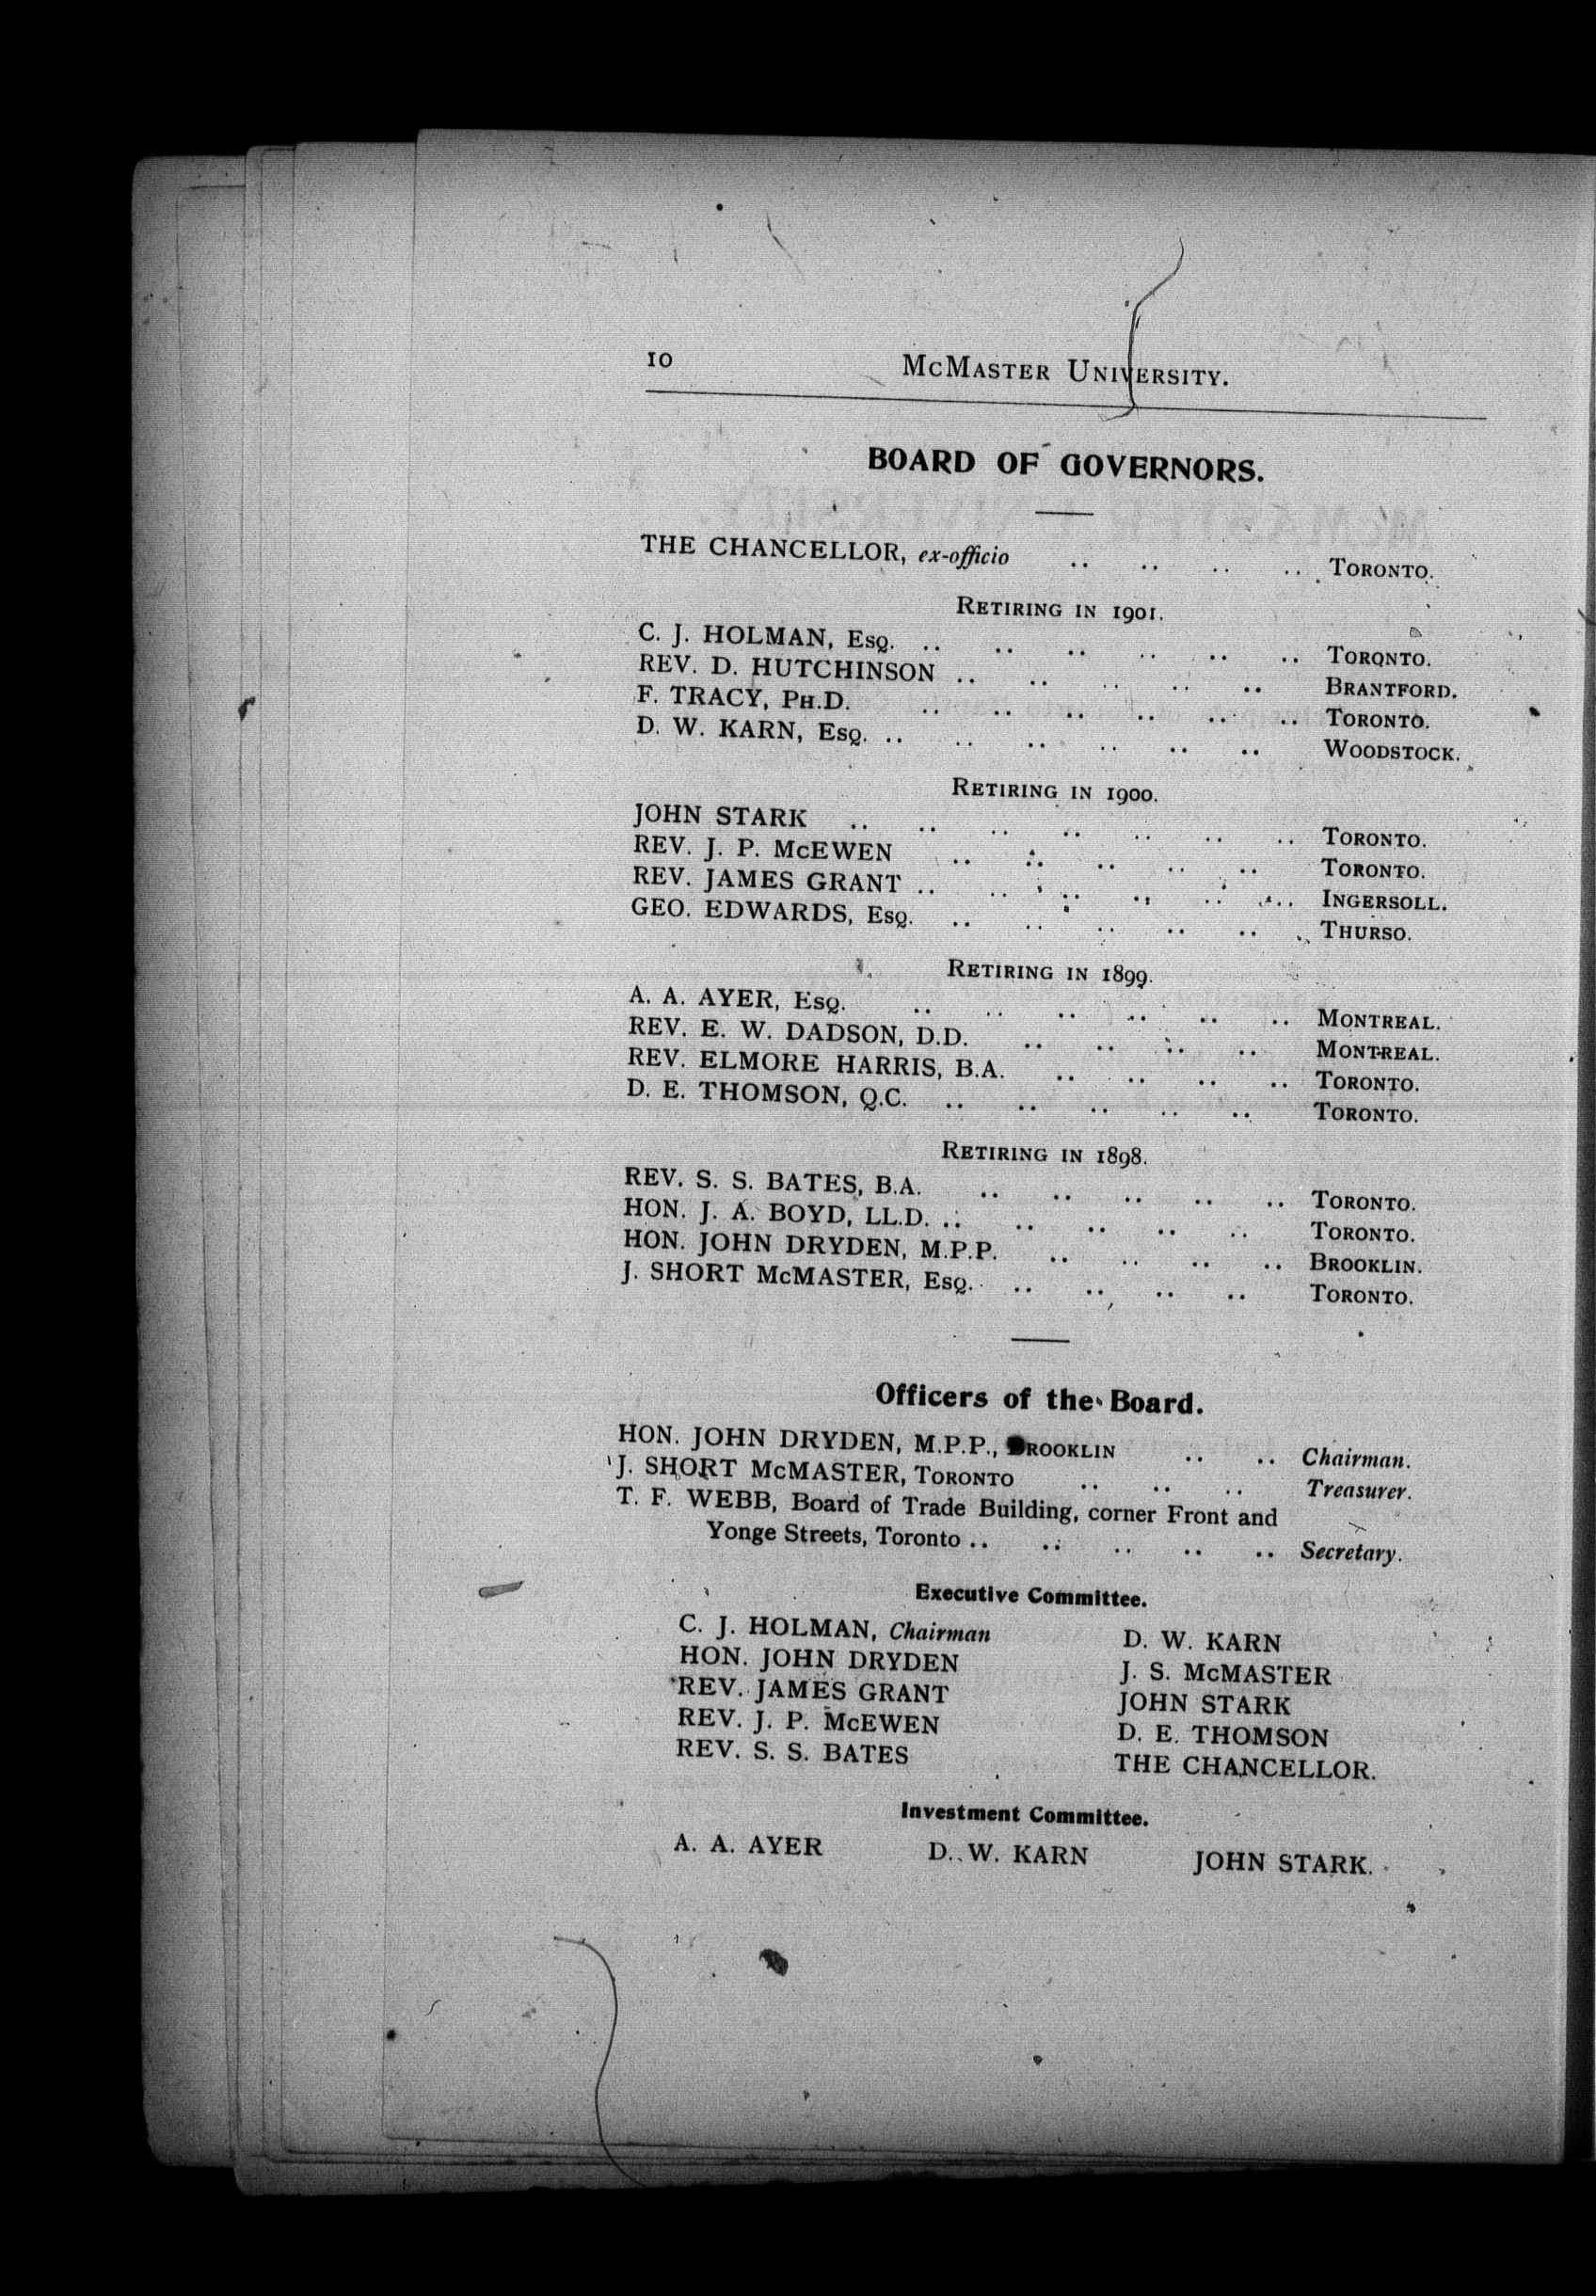 10 McMaster University.
BOARD OF GOVERNORS.
THE CHANCELLOR, ex-officio .. .. .. .. Toronto.
Retiring in 1901.
C. J. HOLMAN, Esq. .. .. .. .. .. .. Toronto.
REV. D. HUTCHINSON .. .. .. .. .. Brantford.
F. TRACY, Ph.D. .. .. .. .. .. .. Toronto.
D. W. KARN, Esq. .. .. .. .. .. .. Woodstock.
Retiring in 1900.
JOHN STARK .. .. .. .. .. .. .. Toronto.
REV. J. P. McEWEN .. .. .. .. .. Toronto.
REV. JAMES GRANT .. .. .. .. .. .. Ingersoll.
GEO. EDWARDS, Esq. .. .. .. .. .. Thurso.
Retiring in 1899.
A. A. AYER, Esq. .. .. .. .. .. .. Montreal.
REV. E. W. DADSON, D.D. .. .. .. .. Montreal.
REV. ELMORE HARRIS, B.A. .. .. .. .. Toronto.
D. E. THOMSON, Q.C. .. .. .. .. .. Toronto.
Retiring in 1898.
REV. S. S. BATES, B.A. .. .. .. .. .. Toronto.
HON. J. A. BOYD, LL.D. .. .. .. .. .. Toronto.
HON. JOHN DRYDEN, M.P.P. .. .. .. .. Brooklin.
J. SHORT McMASTER, Esq. .. .. .. .. Toronto.
Officers of the Board.
HON. JOHN DRYDEN, M.P.P., Brooklin .. .. Chairman.
J. SHORT McMASTER, Toronto .. .. .. Treasurer.
T. F. WEBB, Board of Trade Building, corner Front and
Yonge Streets, Toronto .. .. .. .. .. Secretary.
Executive Committee.
C. J. HOLMAN, Chairman D. W. KARN
HON. JOHN DRYDEN J. S. McMASTER
REV. JAMES GRANT JOHN STARK
REV. J. P. McEWEN D. E. THOMSON
REV. S. S. BATES THE CHANCELLOR.
Investment Committee.
A. A. AYER D. W. KARN JOHN STARK.